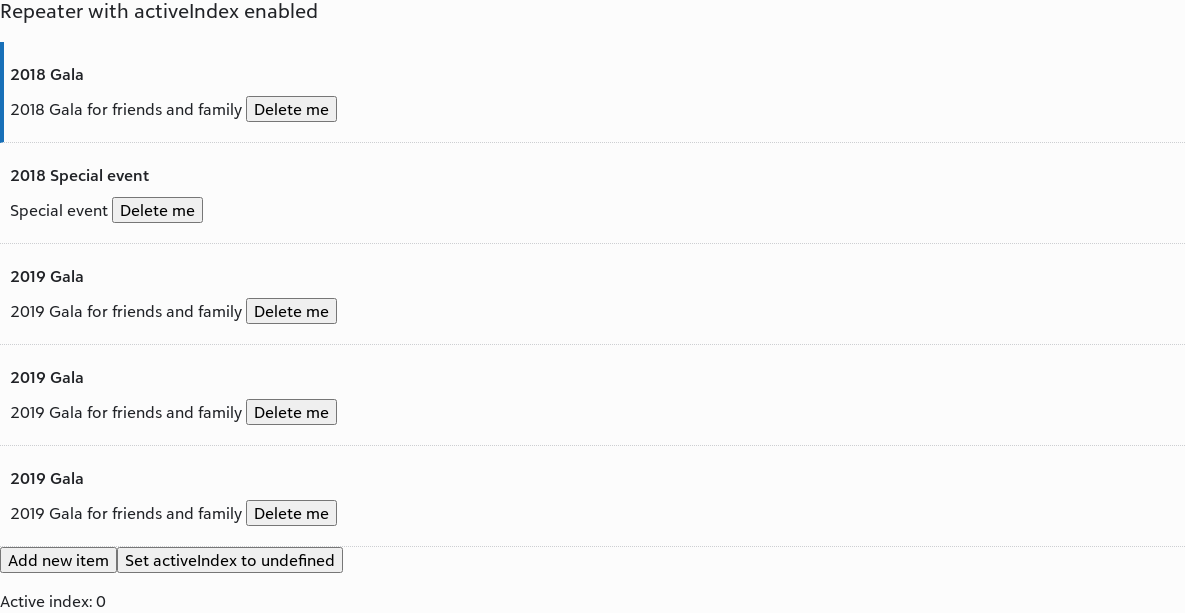 Repeater with activeIndex enabled
2018 Gala
2018 Gala for friends and family Delete me
2018 Special event
Special event Delete me
2019 Gala
2019 Gala for friends and family Delete me
2019 Gala
2019 Gala for friends and family Delete me
2019 Gala
2019 Gala for friends and family Delete me
Add new item Set activeIndex to undefined
Active index: 0